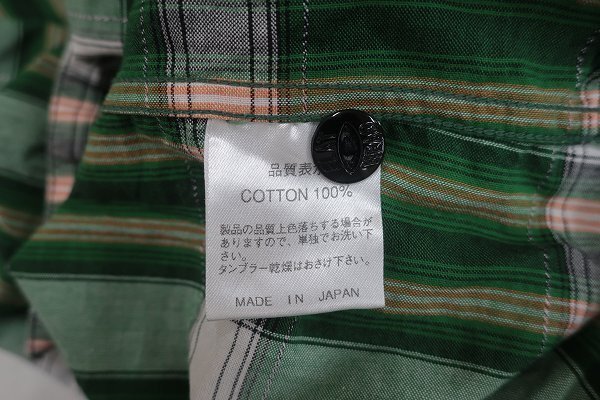 品質表示
COTTON 100%
製品の品質上色落ちする場合が
ありますので、単独でお洗い下
さい。
タンブラー乾燥はおさけ下さい。
MADE IN JAPAN